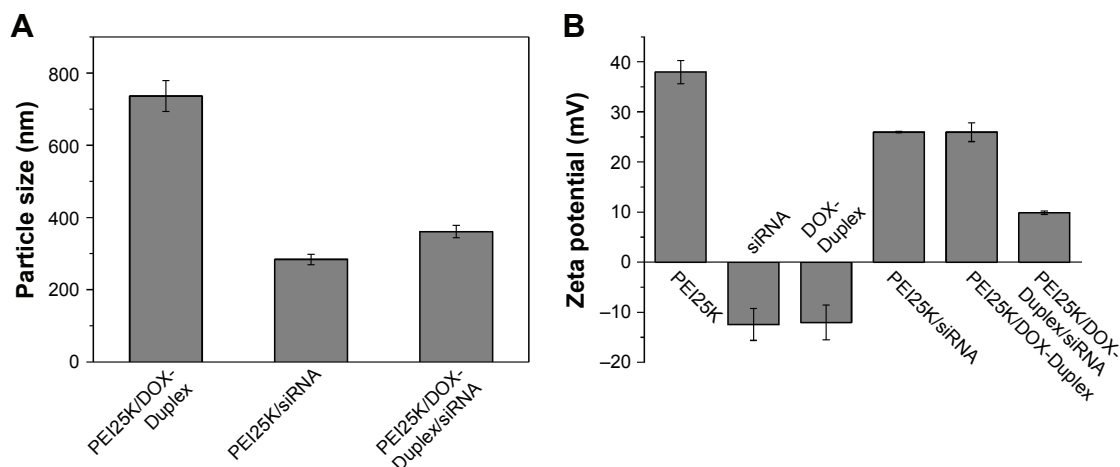 A
Particle size (nm)
800
600
400
200
0
PEI25K/DOX-
Duplex
PEI25K/siRNA
PEI25K/DOX-
Duplex/siRNA
B
Zeta potential (mV)
40
30
20
10
0
–10
–20
PEI25K
siRNA
DOX-
Duplex
PEI25K/siRNA
PEI25K/DOX-Duplex
PEI25K/DOX-
Duplex/siRNA